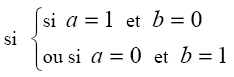 si { si a = 1 et b = 0
ou si a = 0 et b = 1